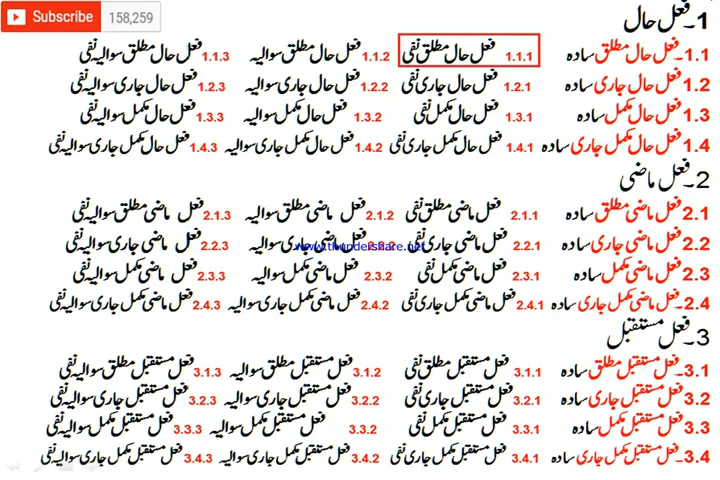 Subscribe 158,259
1۔فعل حال
1.1۔فعل حال مطلق سادہ 1.1.1 فعل حال مطلق نفی 1.1.2 فعل حال مطلق سوالیہ 1.1.3 فعل حال مطلق سوالیہ نفی
1.2 فعل حال جاری سادہ 1.2.1 فعل حال جاری نفی 1.2.2 فعل حال جاری سوالیہ 1.2.3 فعل حال جاری سوالیہ نفی
1.3 فعل حال مکمل سادہ 1.3.1 فعل حال مکمل نفی 1.3.2 فعل حال مکمل سوالیہ 1.3.3 فعل حال مکمل سوالیہ نفی
1.4 فعل حال مکمل جاری سادہ 1.4.1 فعل حال مکمل جاری نفی 1.4.2 فعل حال مکمل جاری سوالیہ 1.4.3 فعل حال مکمل جاری سوالیہ نفی
2۔فعل ماضی
2.1 فعل ماضی مطلق سادہ 2.1.1 فعل ماضی مطلق نفی 2.1.2 فعل ماضی مطلق سوالیہ 2.1.3 فعل ماضی مطلق سوالیہ نفی
2.2 فعل ماضی جاری سادہ 2.2.1 فعل ماضی جاری نفی 2.2.2 فعل ماضی جاری سوالیہ 2.2.3 فعل ماضی جاری سوالیہ نفی
www.thundershare.net
2.3 فعل ماضی مکمل سادہ 2.3.1 فعل ماضی مکمل نفی 2.3.2 فعل ماضی مکمل سوالیہ 2.3.3 فعل ماضی مکمل سوالیہ نفی
2.4 فعل ماضی مکمل جاری سادہ 2.4.1 فعل ماضی مکمل جاری نفی 2.4.2 فعل ماضی مکمل جاری سوالیہ 2.4.3 فعل ماضی مکمل جاری سوالیہ نفی
3۔فعل مستقبل
3.1 فعل مستقبل مطلق سادہ 3.1.1 فعل مستقبل مطلق نفی 3.1.2 فعل مستقبل مطلق سوالیہ 3.1.3 فعل مستقبل مطلق سوالیہ نفی
3.2 فعل مستقبل جاری سادہ 3.2.1 فعل مستقبل جاری نفی 3.2.2 فعل مستقبل جاری سوالیہ 3.2.3 فعل مستقبل جاری سوالیہ نفی
3.3 فعل مستقبل مکمل سادہ 3.3.1 فعل مستقبل مکمل نفی 3.3.2 فعل مستقبل مکمل سوالیہ 3.3.3 فعل مستقبل مکمل سوالیہ نفی
3.4 فعل مستقبل مکمل جاری سادہ 3.4.1 فعل مستقبل مکمل جاری نفی 3.4.2 فعل مستقبل مکمل جاری سوالیہ 3.4.3 فعل مستقبل مکمل جاری سوالیہ نفی